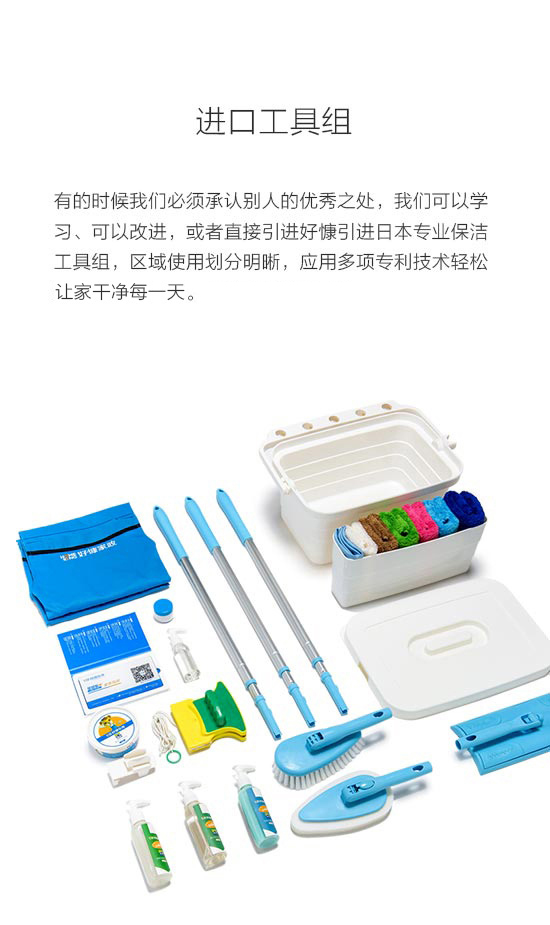 进口工具组
有的时候我们必须承认别人的优秀之处，我们可以学
习、可以改进，或者直接引进好慷引进日本专业保洁
工具组，区域使用划分明晰，应用多项专利技术轻松
让家干净每一天。
好慷家政